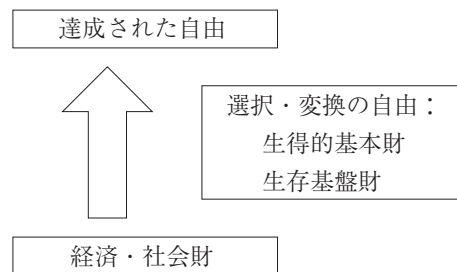 達成された自由
選択・変換の自由：
生得的基本財
生存基盤財
経済・社会財